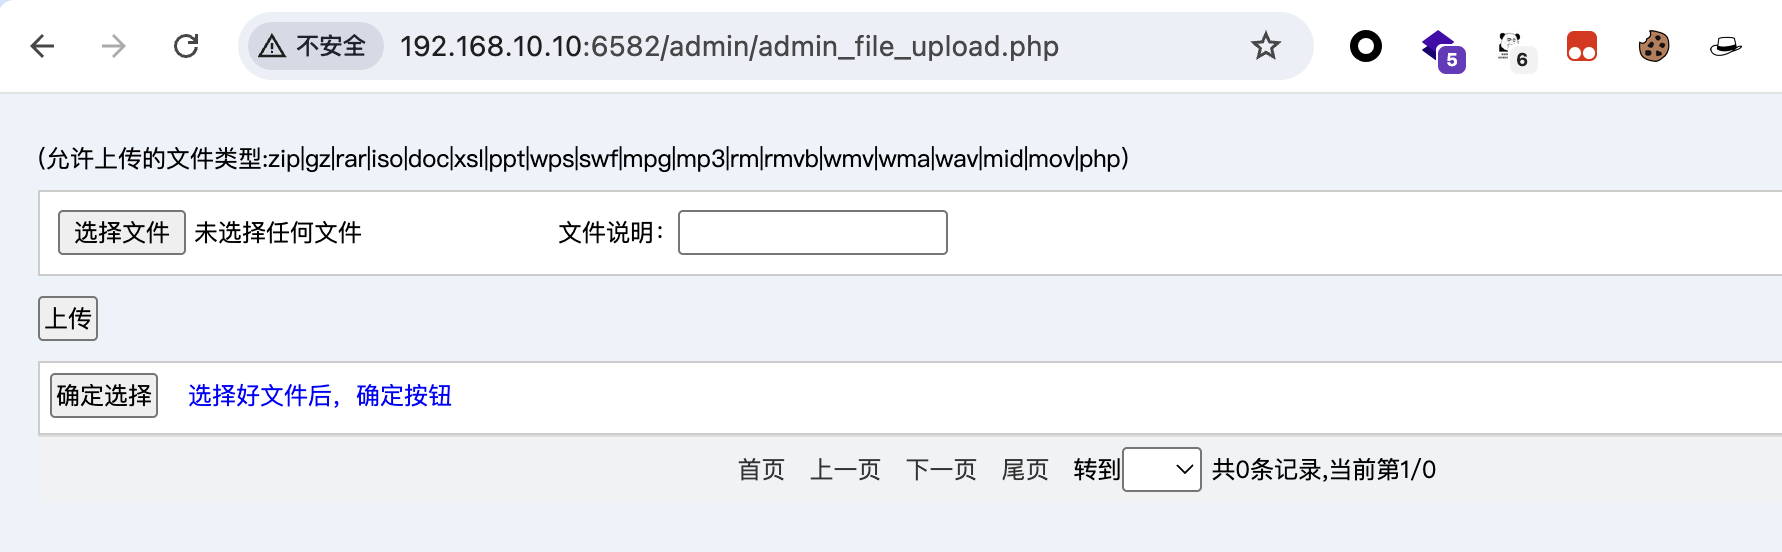 不安全 192.168.10.10:6582/admin/admin_file_upload.php 5 6
(允许上传的文件类型:zip|gz|rar|iso|doc|xsl|ppt|wps|swf|mpg|mp3|rm|rmvb|wmv|wma|wav|mid|mov|php)
选择文件 未选择任何文件 文件说明：
上传
确定选择 选择好文件后，确定按钮
首页 上一页 下一页 尾页 转到 共0条记录,当前第1/0